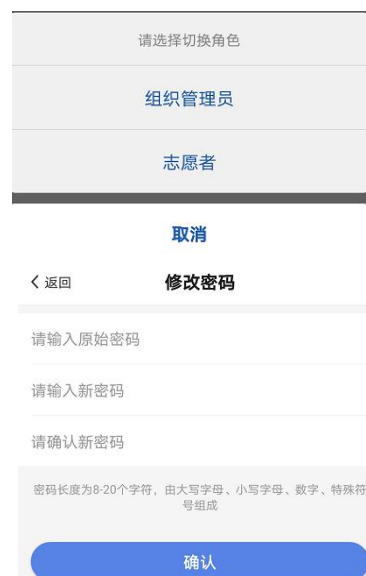 请选择切换角色
组织管理员
志愿者
取消
返回 修改密码
请输入原始密码
请输入新密码
请确认新密码
密码长度为8-20个字符，由大写字母、小写字母、数字、特殊符
号组成
确认